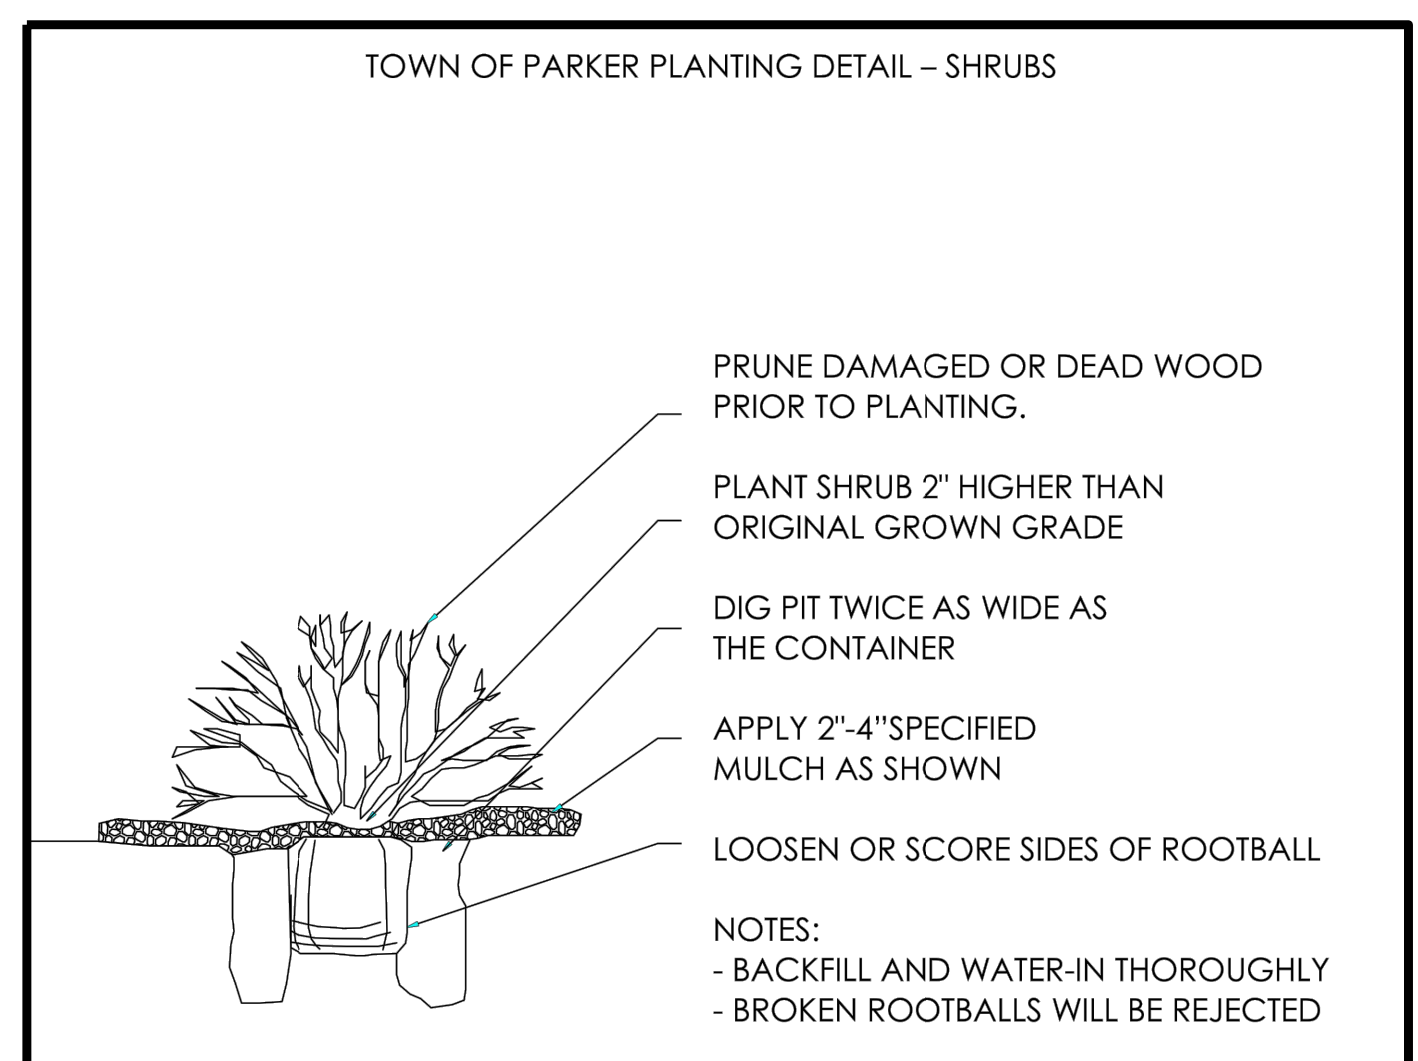 TOWN OF PARKER PLANTING DETAIL – SHRUBS
PRUNE DAMAGED OR DEAD WOOD
PRIOR TO PLANTING.
PLANT SHRUB 2" HIGHER THAN
ORIGINAL GROWN GRADE
DIG PIT TWICE AS WIDE AS
THE CONTAINER
APPLY 2"-4”SPECIFIED
MULCH AS SHOWN
LOOSEN OR SCORE SIDES OF ROOTBALL
NOTES:
- BACKFILL AND WATER-IN THOROUGHLY
- BROKEN ROOTBALLS WILL BE REJECTED